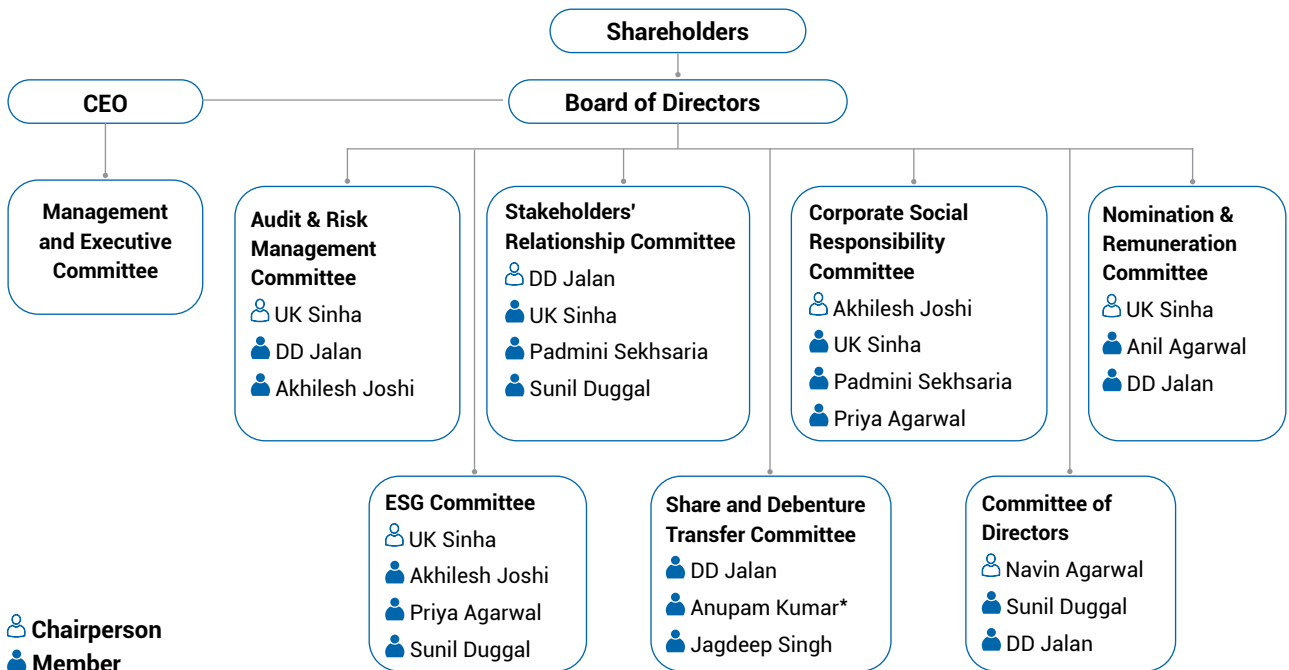 Shareholders
CEO
Board of Directors
Management
and Executive
Committee
Audit & Risk
Management
Committee
UK Sinha
DD Jalan
Akhilesh Joshi
Stakeholders'
Relationship Committee
DD Jalan
UK Sinha
Padmini Sekhsaria
Sunil Duggal
Corporate Social
Responsibility
Committee
Akhilesh Joshi
UK Sinha
Padmini Sekhsaria
Priya Agarwal
Nomination &
Remuneration
Committee
UK Sinha
Anil Agarwal
DD Jalan
ESG Committee
UK Sinha
Akhilesh Joshi
Priya Agarwal
Sunil Duggal
Share and Debenture
Transfer Committee
DD Jalan
Anupam Kumar*
Jagdeep Singh
Committee of
Directors
Navin Agarwal
Sunil Duggal
DD Jalan
Chairperson
Member